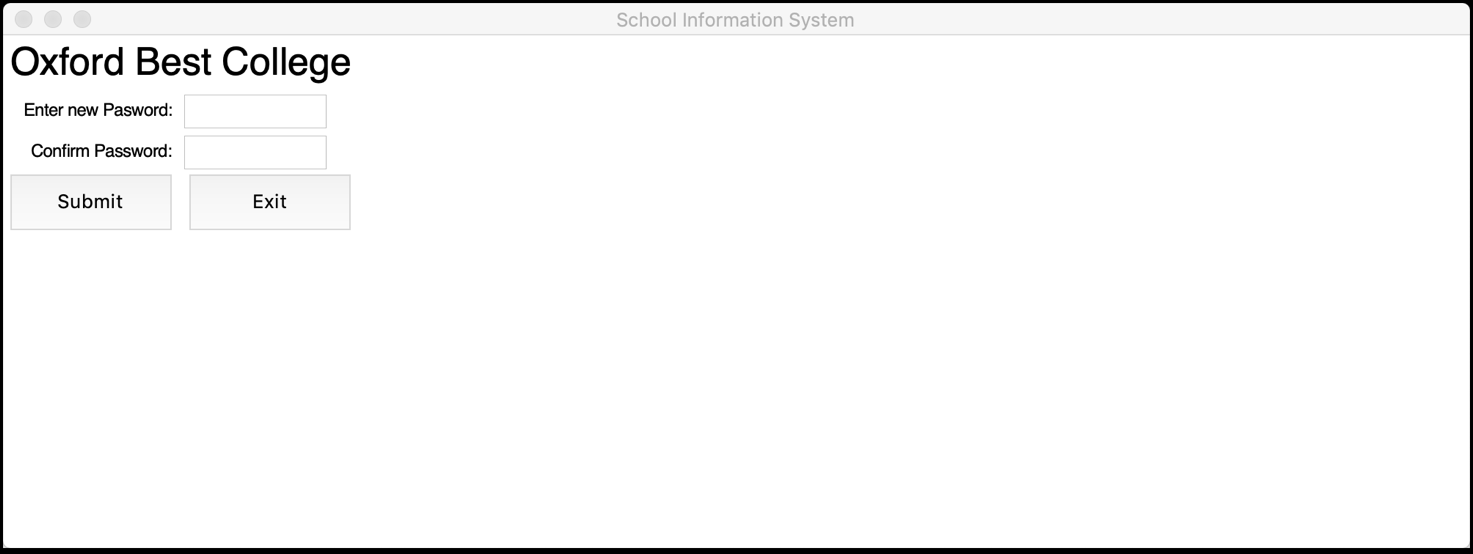 School Information System
Oxford Best College
Enter new Pasword:
Confirm Password:
Submit Exit